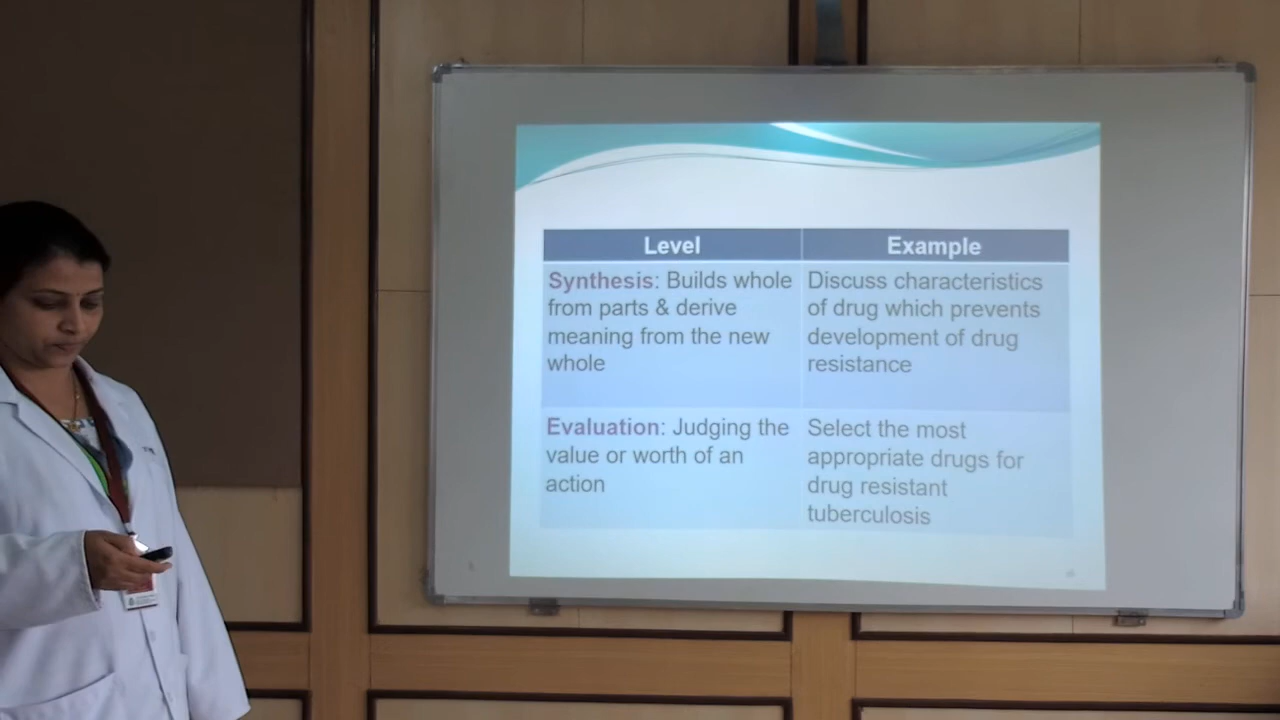 Level
Example
Synthesis: Builds whole
from parts & derive
meaning from the new
whole
Discuss characteristics
of drug which prevents
development of drug
resistance
Evaluation: Judging the
value or worth of an
action
Select the most
appropriate drugs for
drug resistant
tuberculosis